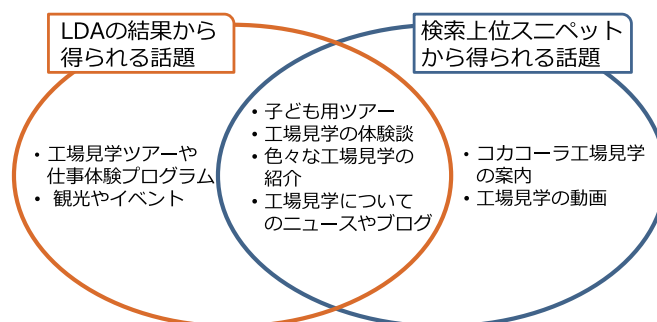 LDAの結果から
得られる話題
検索上位スニペット
から得られる話題
・工場見学ツアーや
仕事体験プログラム
・ 観光やイベント
・子ども用ツアー
・工場見学の体験談
・色々な工場見学の
紹介
・工場見学について
のニュースやブログ
・コカコーラ工場見学
の案内
・工場見学の動画